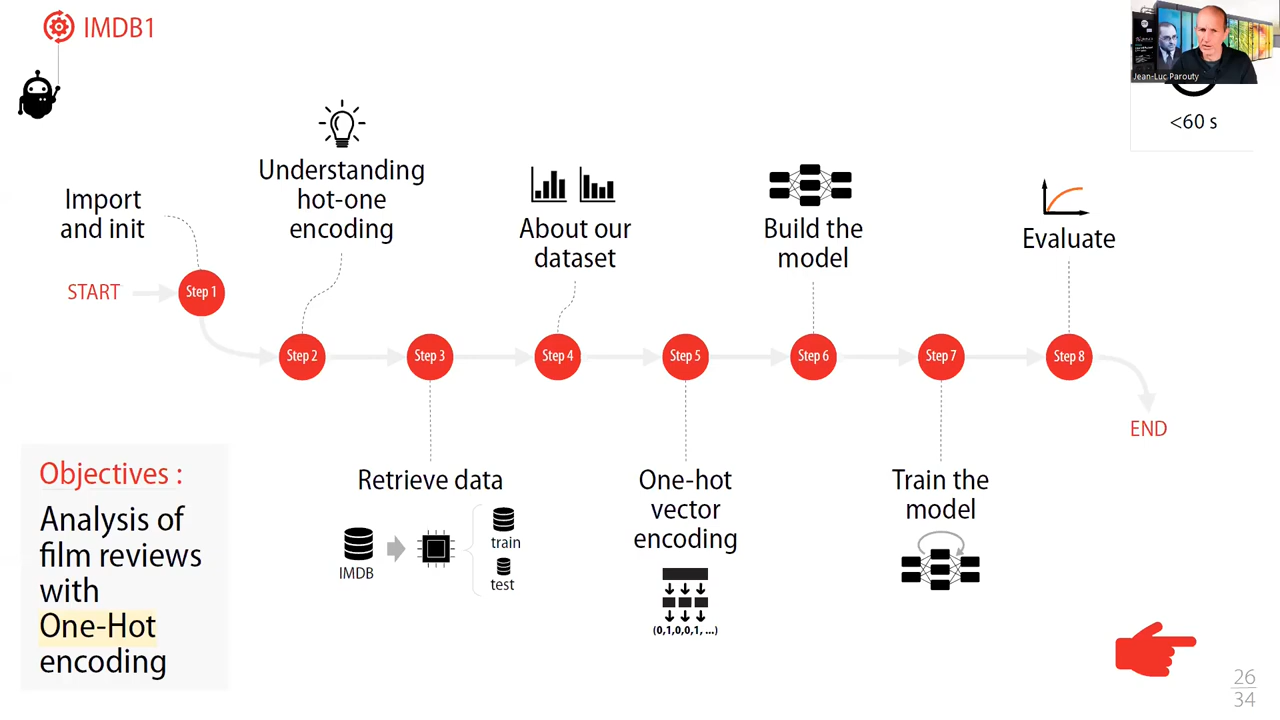 IMDB1
Jean-Luc Parouty
<60 s
Import
and init
Understanding
hot-one
encoding
About our
dataset
Build the
model
Evaluate
START
Step 1
Step 2
Step 3
Step 4
Step 5
Step 6
Step 7
Step 8
END
Retrieve data
IMDB
train
test
One-hot
vector
encoding
(0,1,0,0,1, ...)
Train the
model
Objectives :
Analysis of
film reviews
with
One-Hot
encoding
26
34